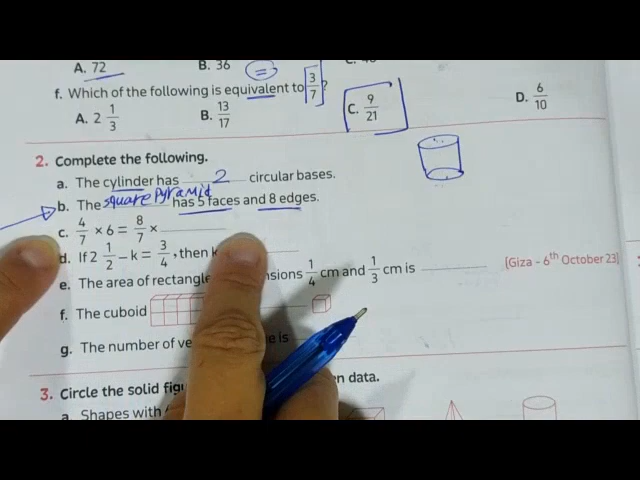 A. 72 B. 36 C.
f. Which of the following is equivalent to 3/7?
A. 2 1/3 B. 13/17 C. 9/21 D. 6/10
2. Complete the following.
a. The cylinder has 2 circular bases.
b. The square pyramid has 5 faces and 8 edges.
c. 4/7 × 6 = 8/7 ×
d. If 2 1/2 – k = 3/4, then k
e. The area of rectangle 1/4 cm and 1/3 cm is (Giza - 6th October 23)
f. The cuboid
g. The number of is
3. Circle the solid data.
a. Shapes with